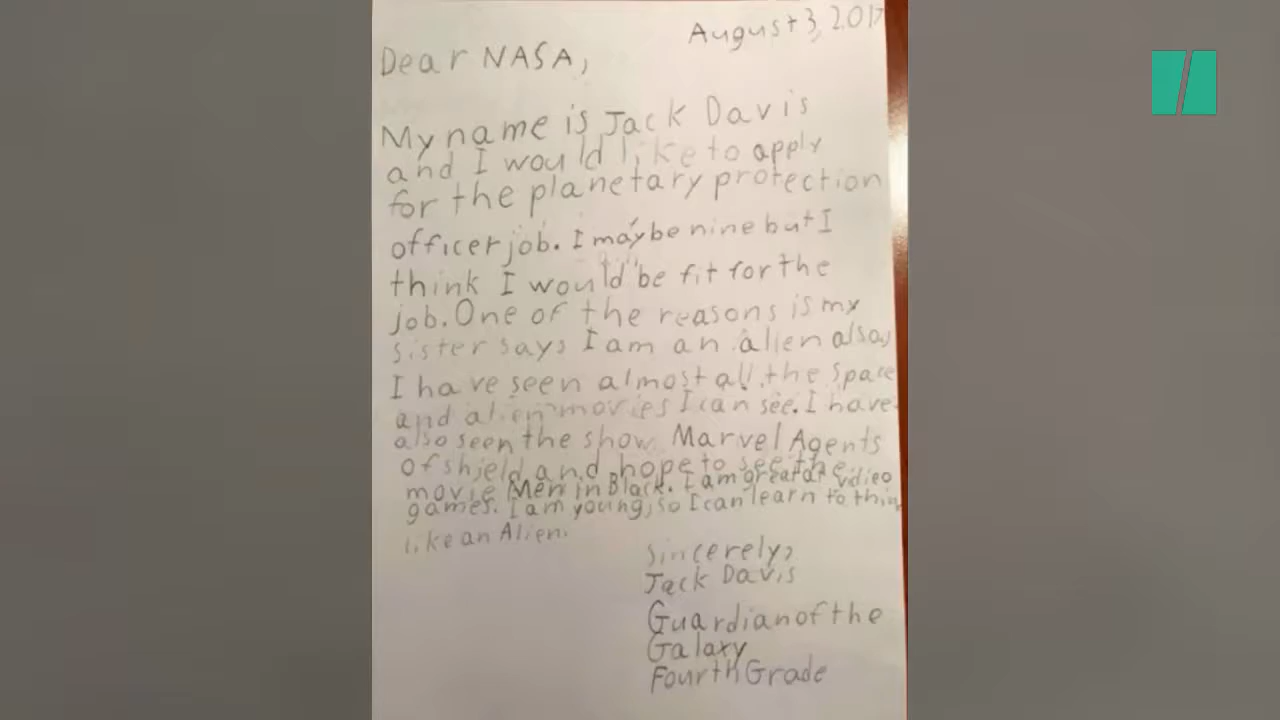 August 3, 2017
Dear NASA,
My name is Jack Davis
and I would like to apply
for the planetary protection
officer job. I may be nine but I
think I would be fit for the
job. One of the reasons is my
sister says I am an alien also,
I have seen almost all the space
and alien movies I can see. I have
also seen the show Marvel Agents
of shield and hope to see the
movie Men in Black. I am great at vidieo
games. I am young, so I can learn to think
like an Alien.
Sincerely,
Jack Davis
Guardian of the
Galaxy
Fourth Grade